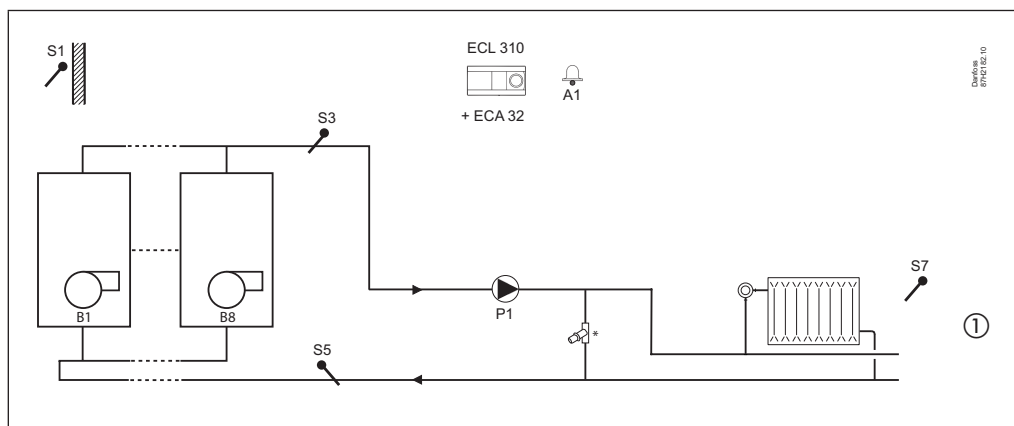 S1
ECL 310
A1
+ ECA 32
Danfoss
87H2182.10
S3
B1
B8
P1
*
S7
①
S5